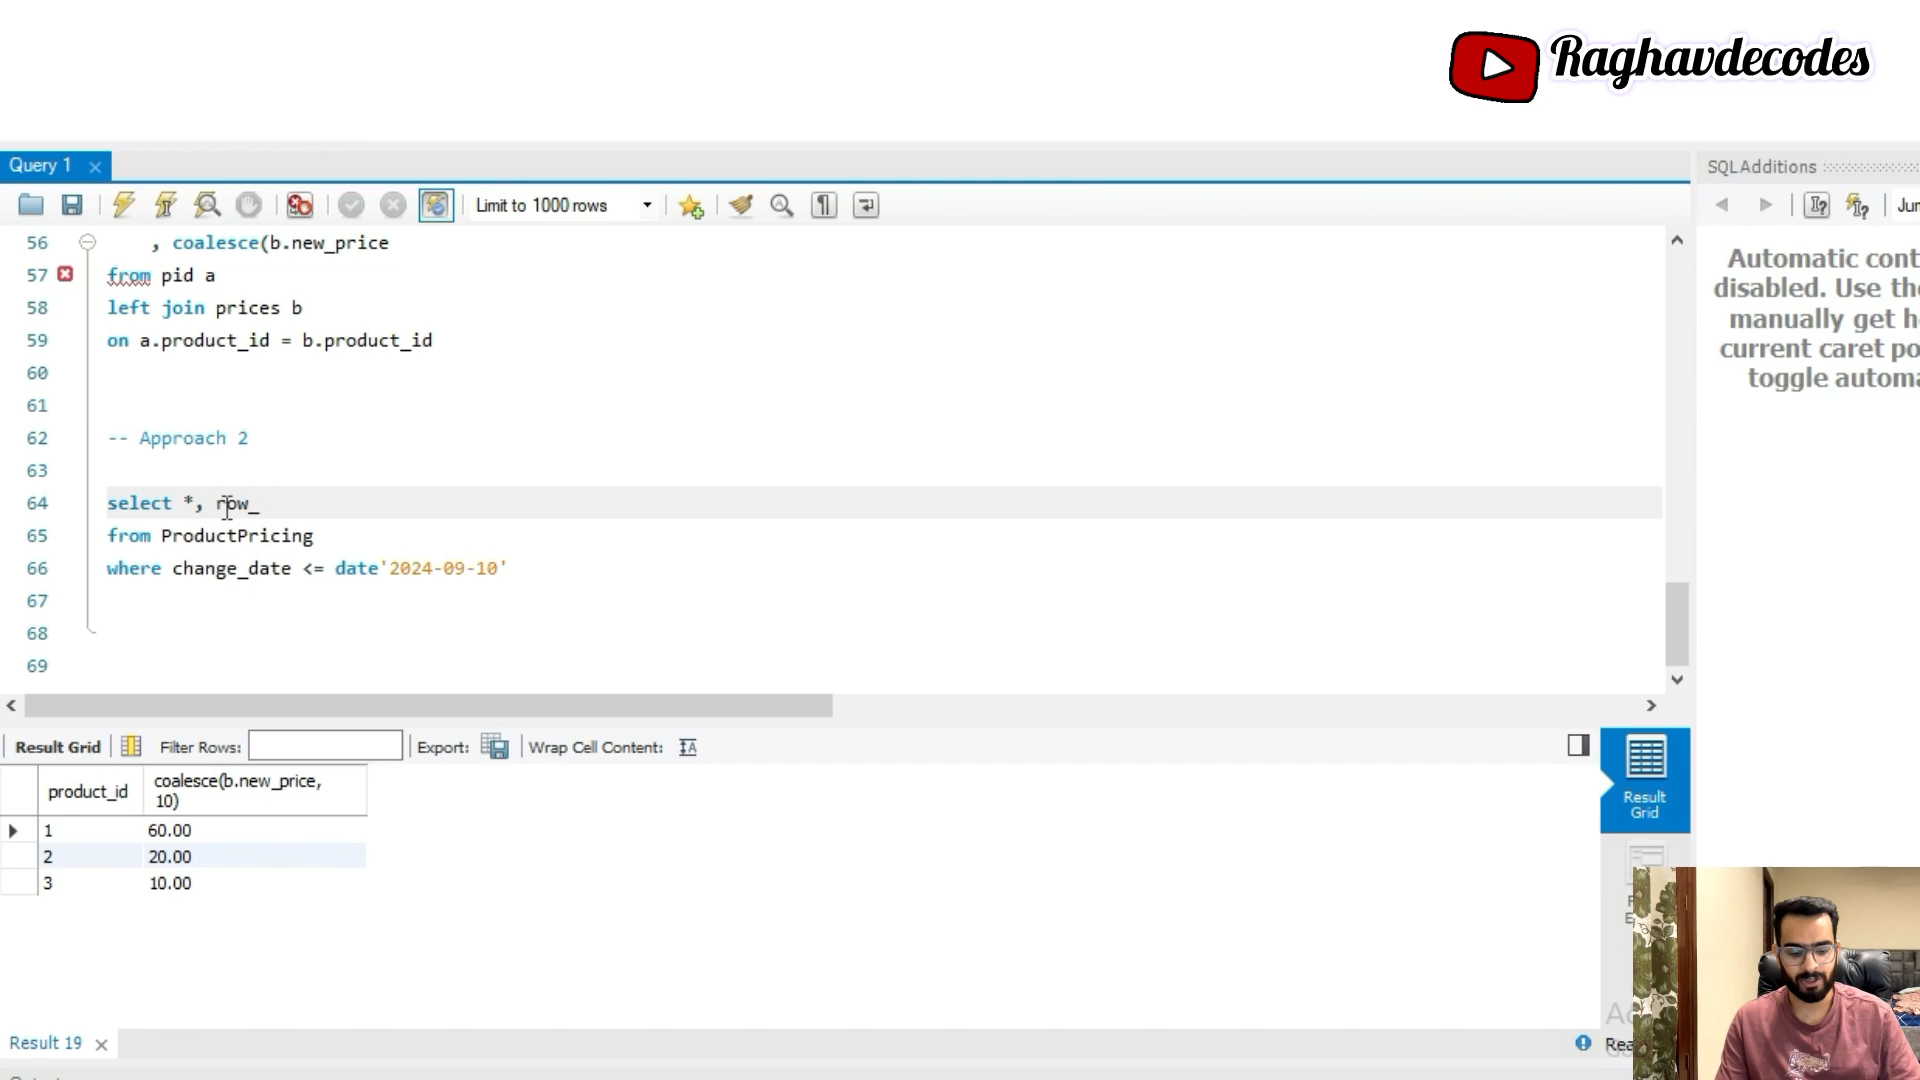 Raghavdecodes
Query 1
SQLAdditions
Limit to 1000 rows
56 , coalesce(b.new_price
57 from pid a
58 left join prices b
59 on a.product_id = b.product_id
60
61
62 -- Approach 2
63
64 select *, row_
65 from ProductPricing
66 where change_date <= date'2024-09-10'
67
68
69
Automatic cont
disabled. Use the
manually get h
current caret po
toggle automa
Result Grid Filter Rows: Export: Wrap Cell Content:
product_id coalesce(b.new_price, 10)
1 60.00
2 20.00
3 10.00
Result
Grid
Result 19